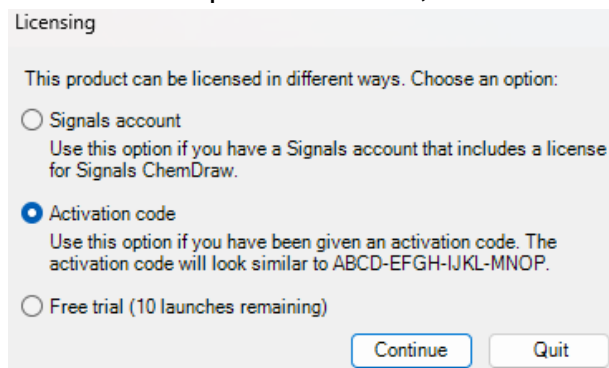 Licensing
This product can be licensed in different ways. Choose an option:
Signals account
Use this option if you have a Signals account that includes a license
for Signals ChemDraw.
Activation code
Use this option if you have been given an activation code. The
activation code will look similar to ABCD-EFGH-IJKL-MNOP.
Free trial (10 launches remaining)
Continue Quit